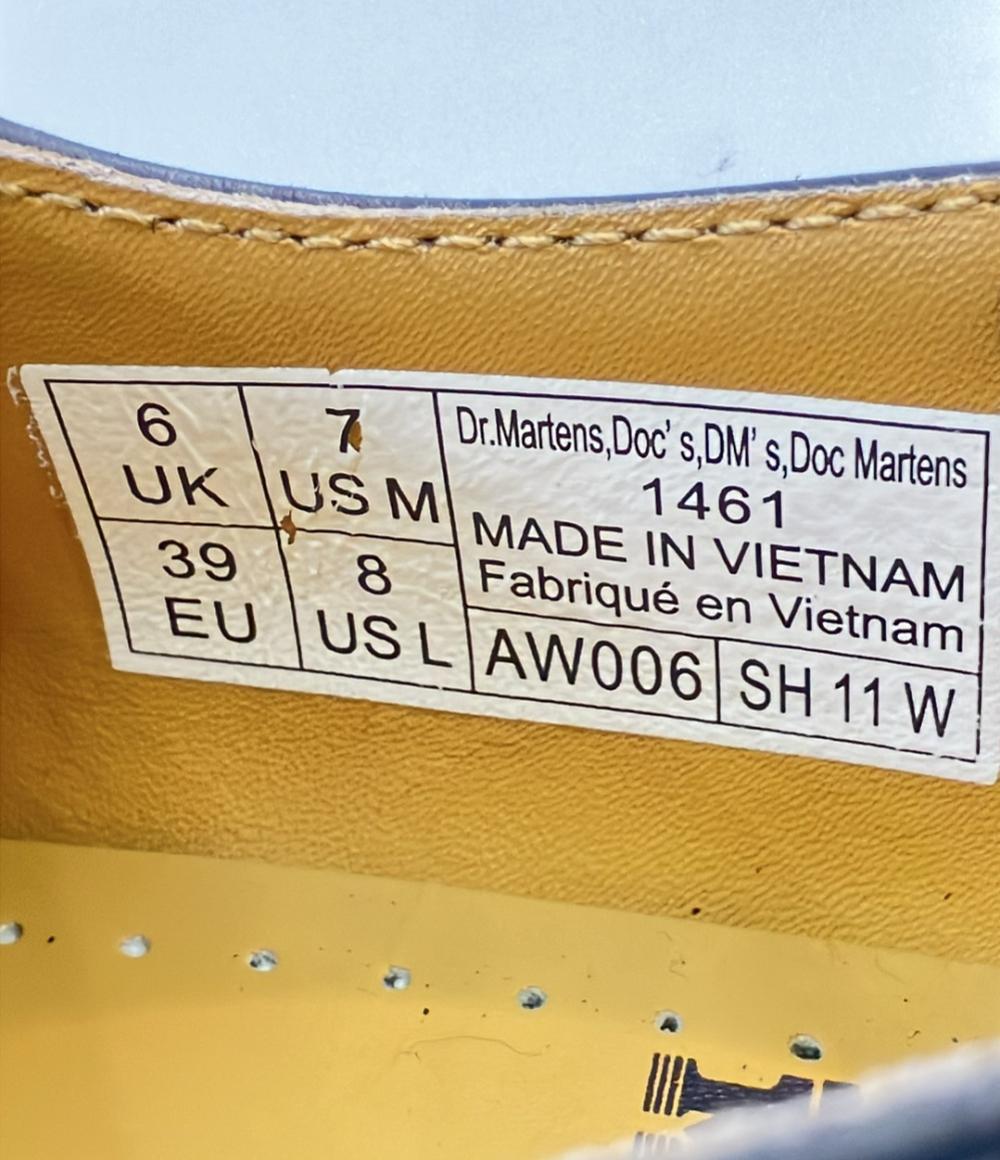 6
UK
7
US M
39
EU
8
US L
Dr.Martens,Doc' s,DM' s,Doc Martens
1461
MADE IN VIETNAM
Fabriqué en Vietnam
AW006
SH 11 W